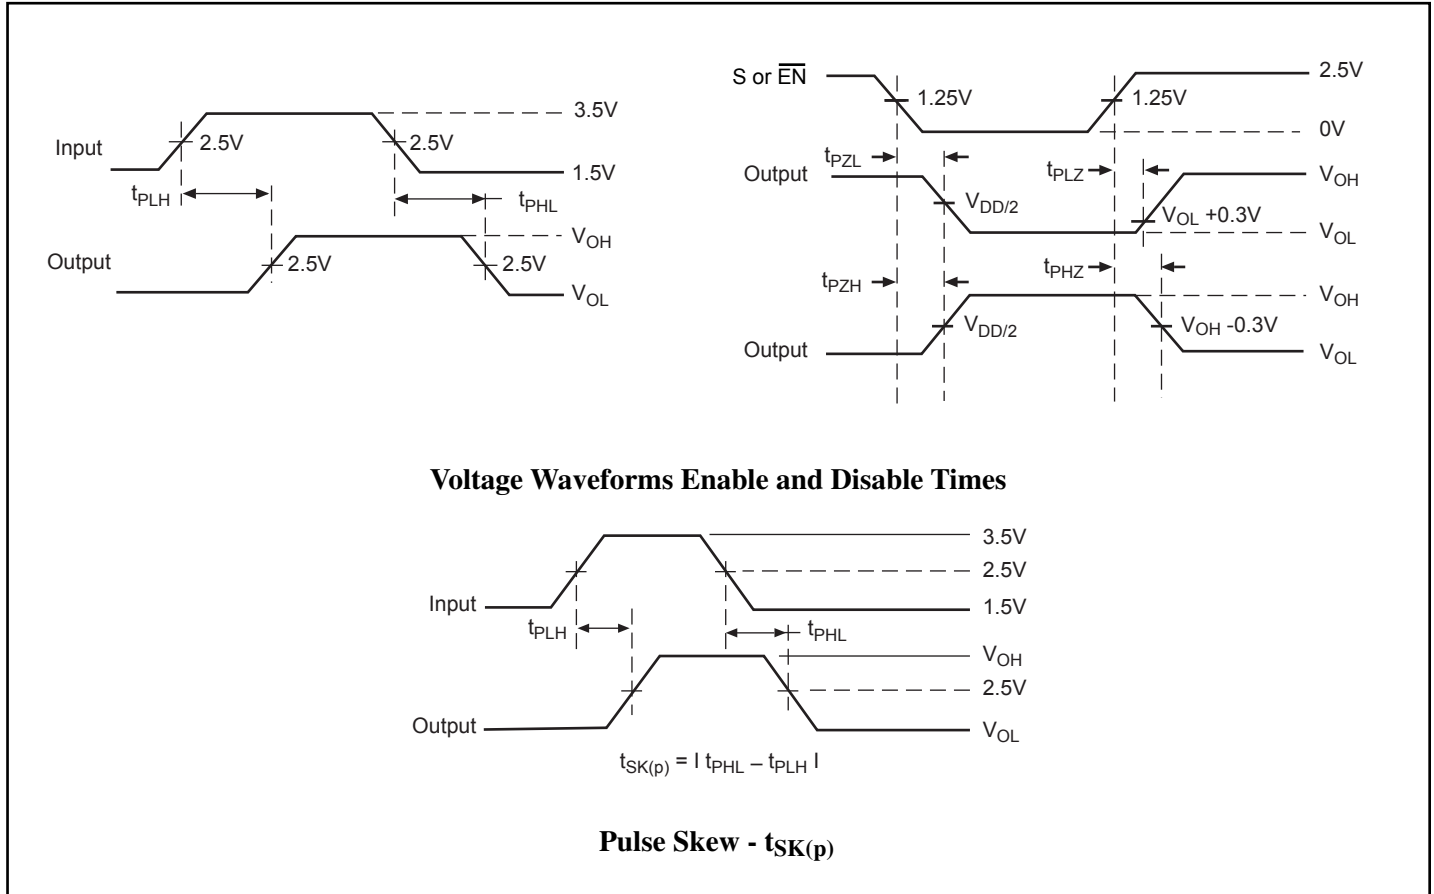 3.5V
Input
2.5V
2.5V
1.5V
tPLH
tPHL
VOH
Output
2.5V
2.5V
VOL
S or E̅N̅
2.5V
1.25V
1.25V
0V
tPZL
tPLZ
Output
VOH
VDD/2
VOL +0.3V
VOL
tPZH
tPHZ
VOH
VDD/2
VOH -0.3V
Output
VOL
Voltage Waveforms Enable and Disable Times
3.5V
2.5V
Input
1.5V
tPLH
tPHL
VOH
2.5V
Output
VOL
tSK(p) = I tPHL – tPLH I
Pulse Skew - tSK(p)